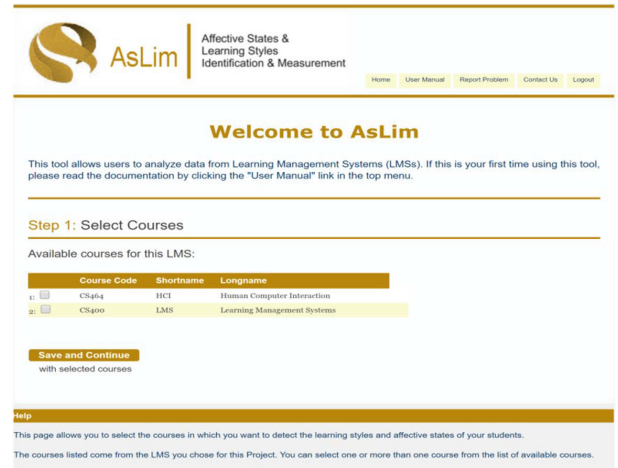 AsLim
Affective States &
Learning Styles
Identification & Measurement
Home User Manual Report Problem Contact Us Logout
Welcome to AsLim
This tool allows users to analyze data from Learning Management Systems (LMSs). If this is your first time using this tool,
please read the documentation by clicking the "User Manual" link in the top menu.
Step 1: Select Courses
Available courses for this LMS:
Course Code Shortname Longname
1: CS464 HCI Human Computer Interaction
2: CS400 LMS Learning Management Systems
Save and Continue
with selected courses
Help
This page allows you to select the courses in which you want to detect the learning styles and affective states of your students.
The courses listed come from the LMS you chose for this Project. You can select one or more than one course from the list of available courses.